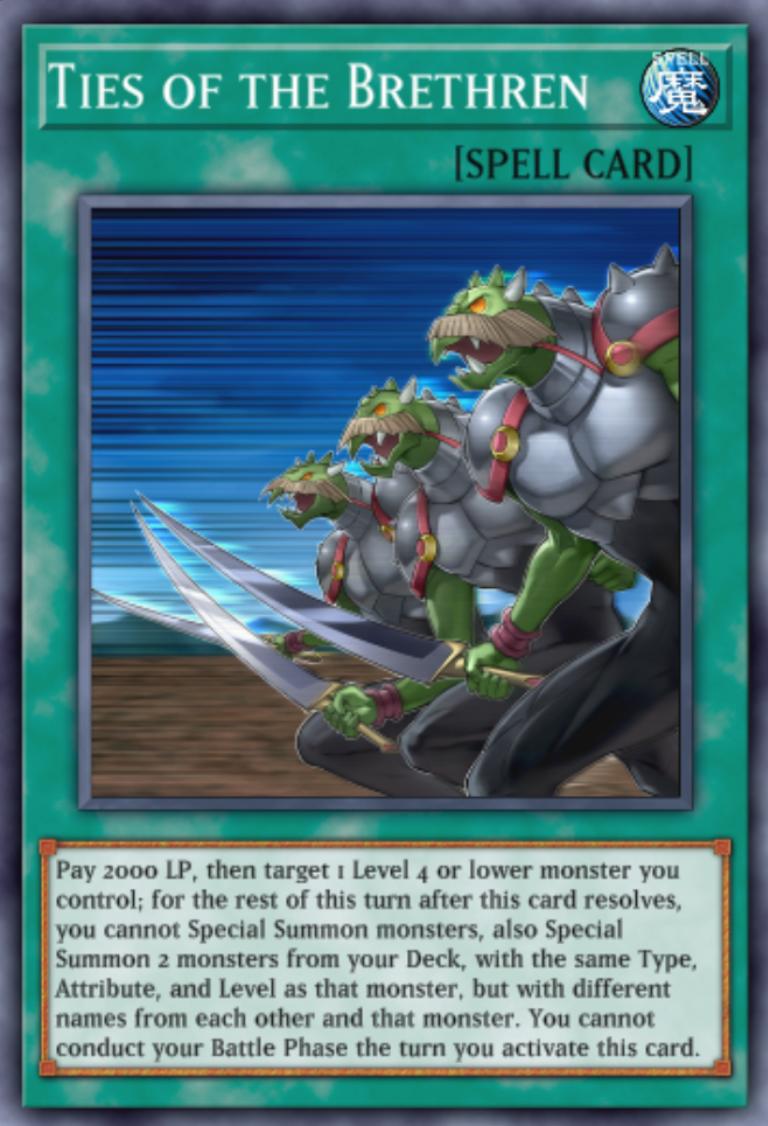 TIES OF THE BRETHREN
SPELL
魔
[SPELL CARD]
Pay 2000 LP, then target 1 Level 4 or lower monster you
control; for the rest of this turn after this card resolves,
you cannot Special Summon monsters, also Special
Summon 2 monsters from your Deck, with the same Type,
Attribute, and Level as that monster, but with different
names from each other and that monster. You cannot
conduct your Battle Phase the turn you activate this card.